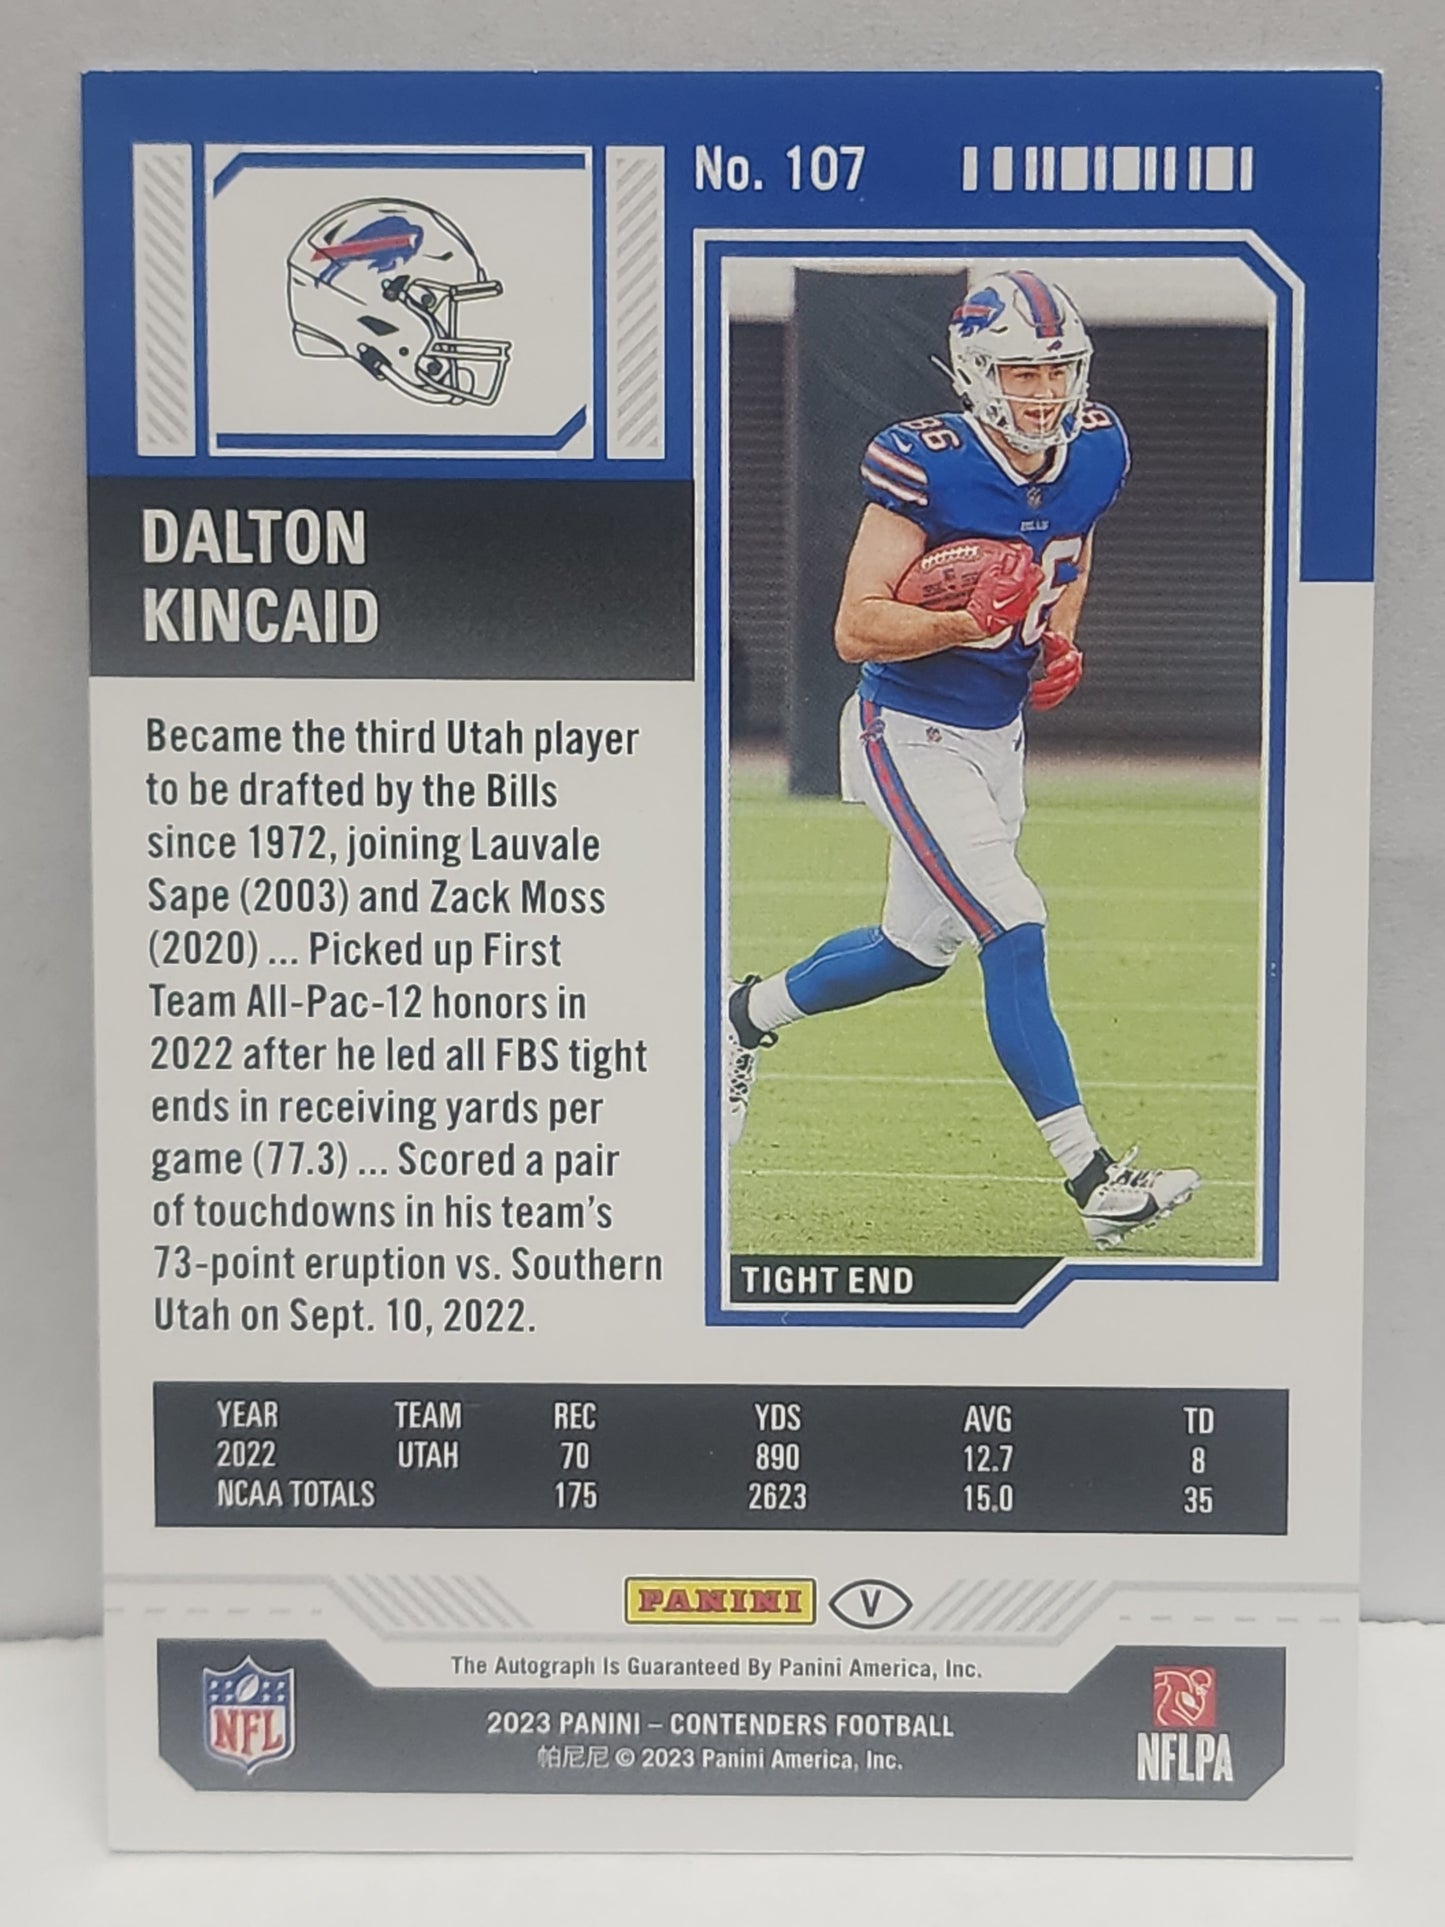 No. 107
DALTON
KINCAID
Became the third Utah player
to be drafted by the Bills
since 1972, joining Lauvale
Sape (2003) and Zack Moss
(2020) ... Picked up First
Team All-Pac-12 honors in
2022 after he led all FBS tight
ends in receiving yards per
game (77.3) ... Scored a pair
of touchdowns in his team's
73-point eruption vs. Southern
Utah on Sept. 10, 2022.
86
8
BILLS
86
TIGHT END
YEAR TEAM REC YDS AVG TD
2022 UTAH 70 890 12.7 8
NCAA TOTALS 175 2623 15.0 35
PANINI V
The Autograph Is Guaranteed By Panini America, Inc.
NFL
2023 PANINI – CONTENDERS FOOTBALL
帕尼尼 © 2023 Panini America, Inc.
NFLPA